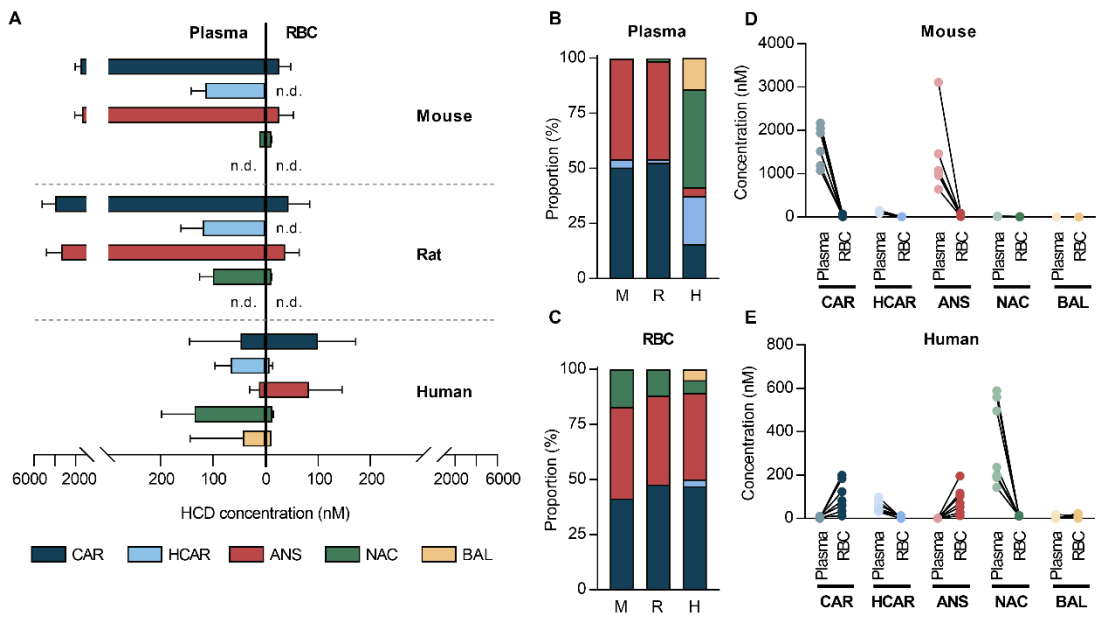 A
Plasma
RBC
n.d.
Mouse
n.d.
n.d.
n.d.
Rat
n.d.
n.d.
Human
6000
2000
200
100
0
100
200
2000
6000
HCD concentration (nM)
CAR
HCAR
ANS
NAC
BAL
B
Plasma
Proportion (%)
100
75
50
25
0
M
R
H
C
RBC
Proportion (%)
100
75
50
25
0
M
R
H
D
Mouse
Concentration (nM)
4000
3000
2000
1000
0
Plasma
RBC
Plasma
RBC
Plasma
RBC
Plasma
RBC
Plasma
RBC
CAR
HCAR
ANS
NAC
BAL
E
Human
Concentration (nM)
800
600
400
200
0
Plasma
RBC
Plasma
RBC
Plasma
RBC
Plasma
RBC
Plasma
RBC
CAR
HCAR
ANS
NAC
BAL